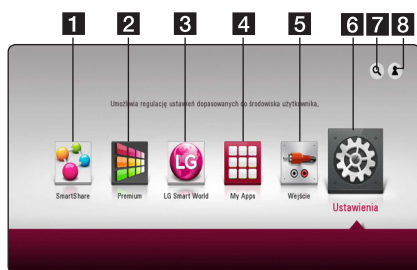 1 2 3 4 5 6 7 8
Umożliwia regulację ustawień dopasowanych do środowiska użytkownika.
LG
SmartShare Premium LG Smart World My Apps Wejście
Ustawienia